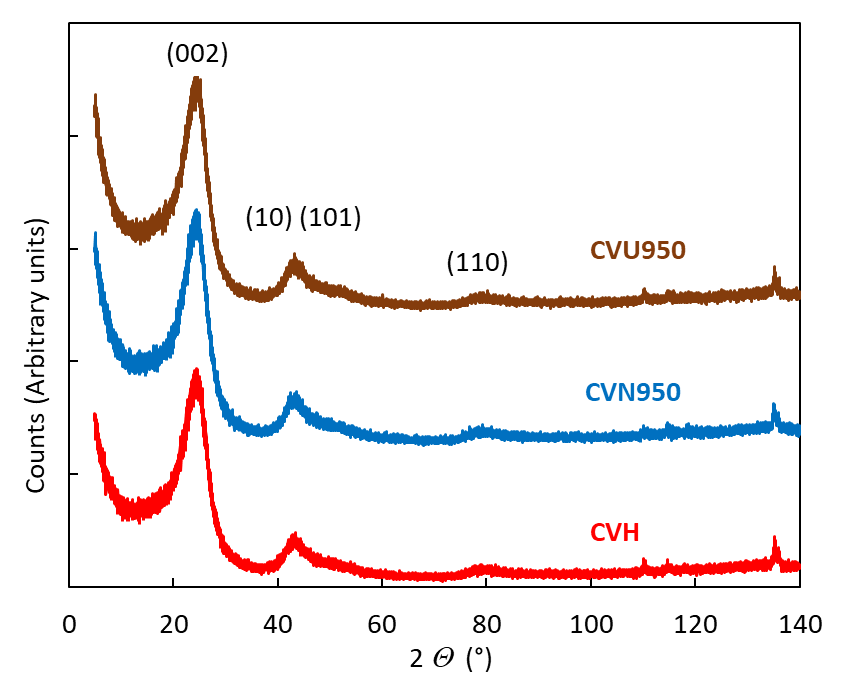 (002)
(10) (101)
(110)
CVU950
CVN950
CVH
Counts (Arbitrary units)
0 20 40 60 80 100 120 140
2 Θ (°)